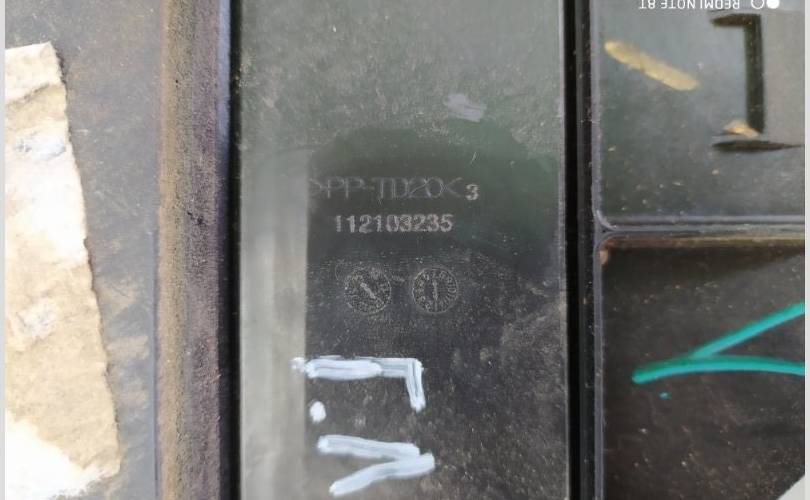 >PP-TD20< 3
112103235
REDMI NOTE 8T